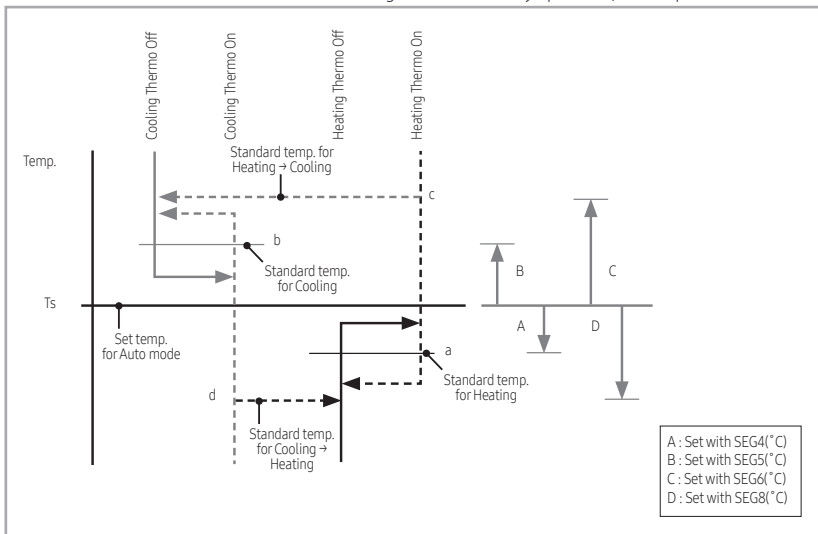 Cooling Thermo Off
Cooling Thermo On
Heating Thermo Off
Heating Thermo On
Temp.
Standard temp. for
Heating → Cooling
c
b
Standard temp.
for Cooling
B
C
Ts
Set temp.
for Auto mode
A
D
a
Standard temp.
for Heating
d
Standard temp.
for Cooling →
Heating
A : Set with SEG4(˚C)
B : Set with SEG5(˚C)
C : Set with SEG6(˚C)
D : Set with SEG8(˚C)